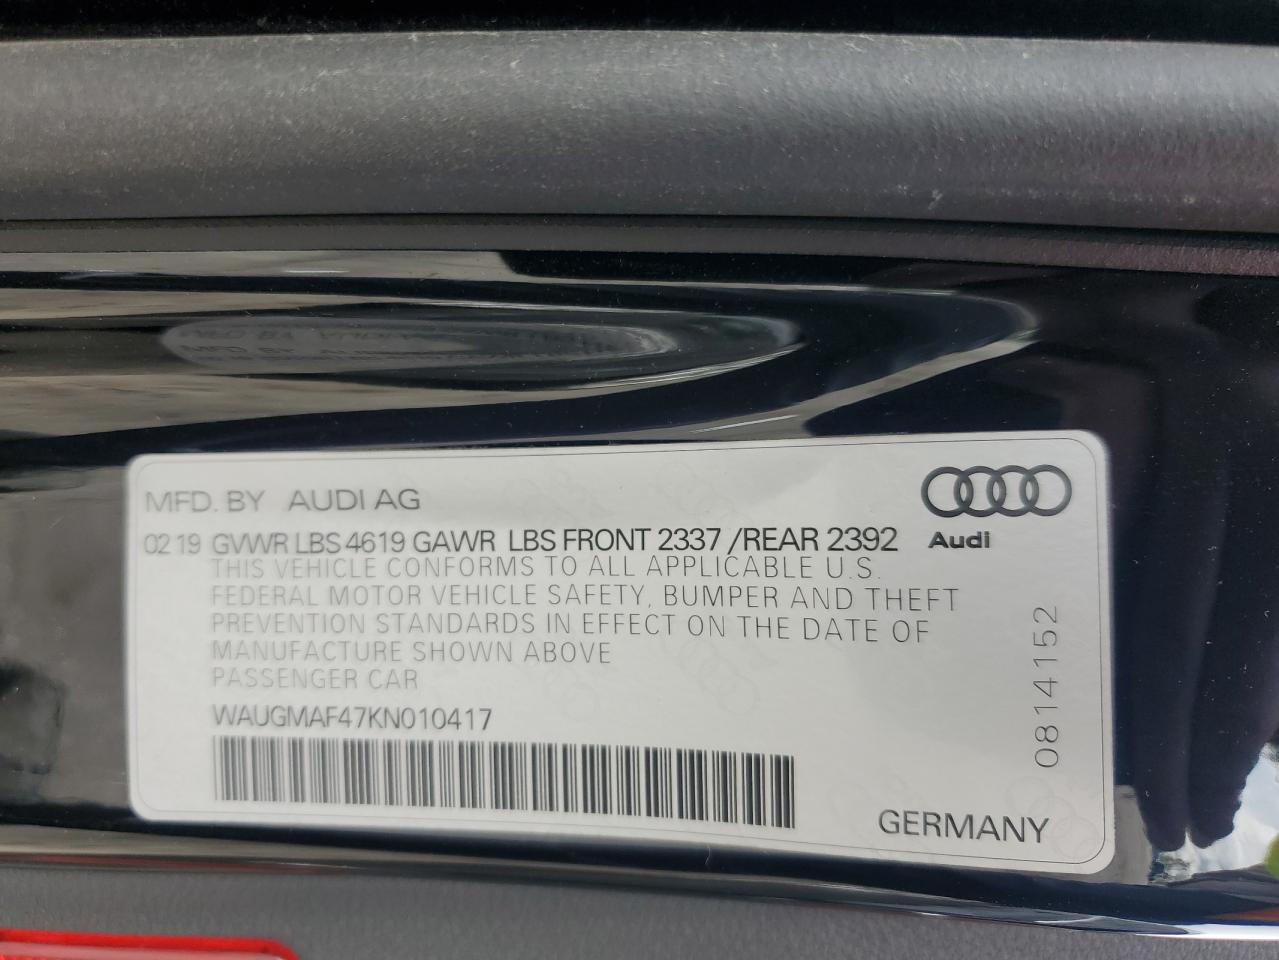 MFD. BY AUDI AG
02 19 GVWR LBS 4619 GAWR LBS FRONT 2337 /REAR 2392
Audi
THIS VEHICLE CONFORMS TO ALL APPLICABLE U.S.
FEDERAL MOTOR VEHICLE SAFETY, BUMPER AND THEFT
PREVENTION STANDARDS IN EFFECT ON THE DATE OF
MANUFACTURE SHOWN ABOVE
PASSENGER CAR
WAUGMAF47KN010417
0814152
GERMANY